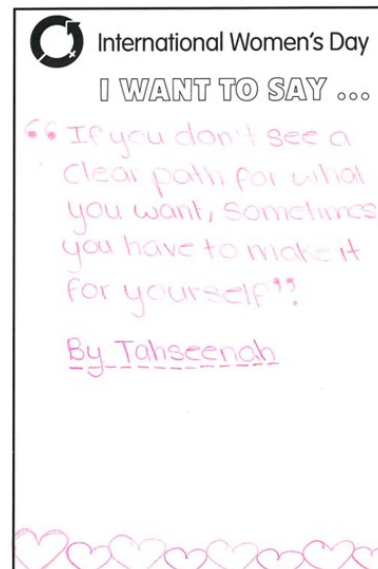 International Women's Day
I WANT TO SAY ...
“If you don't see a
clear path for what
you want, Sometimes
you have to make it
for yourself”!
By Tahseenah